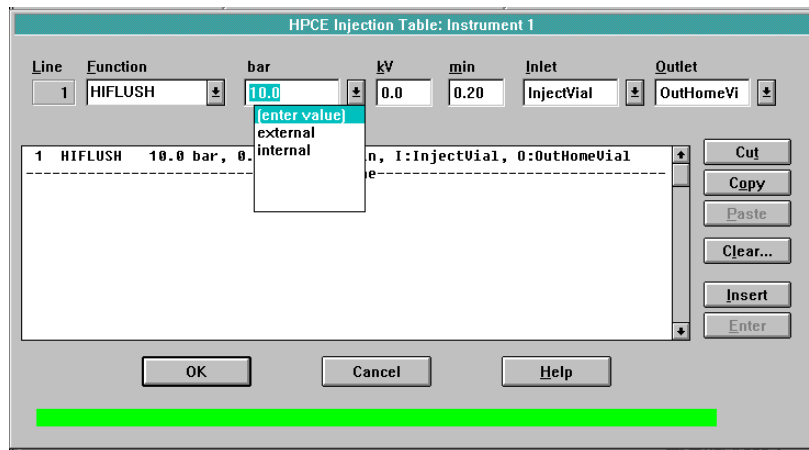 HPCE Injection Table: Instrument 1
Line Function bar kV min Inlet Outlet
1 HIFLUSH 10.0 0.0 0.20 InjectVial OutHomeVi
(enter value)
external
internal
1 HIFLUSH 10.0 bar, 0. n, I:InjectVial, O:OutHomeVial
Cut
Copy
Paste
Clear...
Insert
Enter
OK Cancel Help